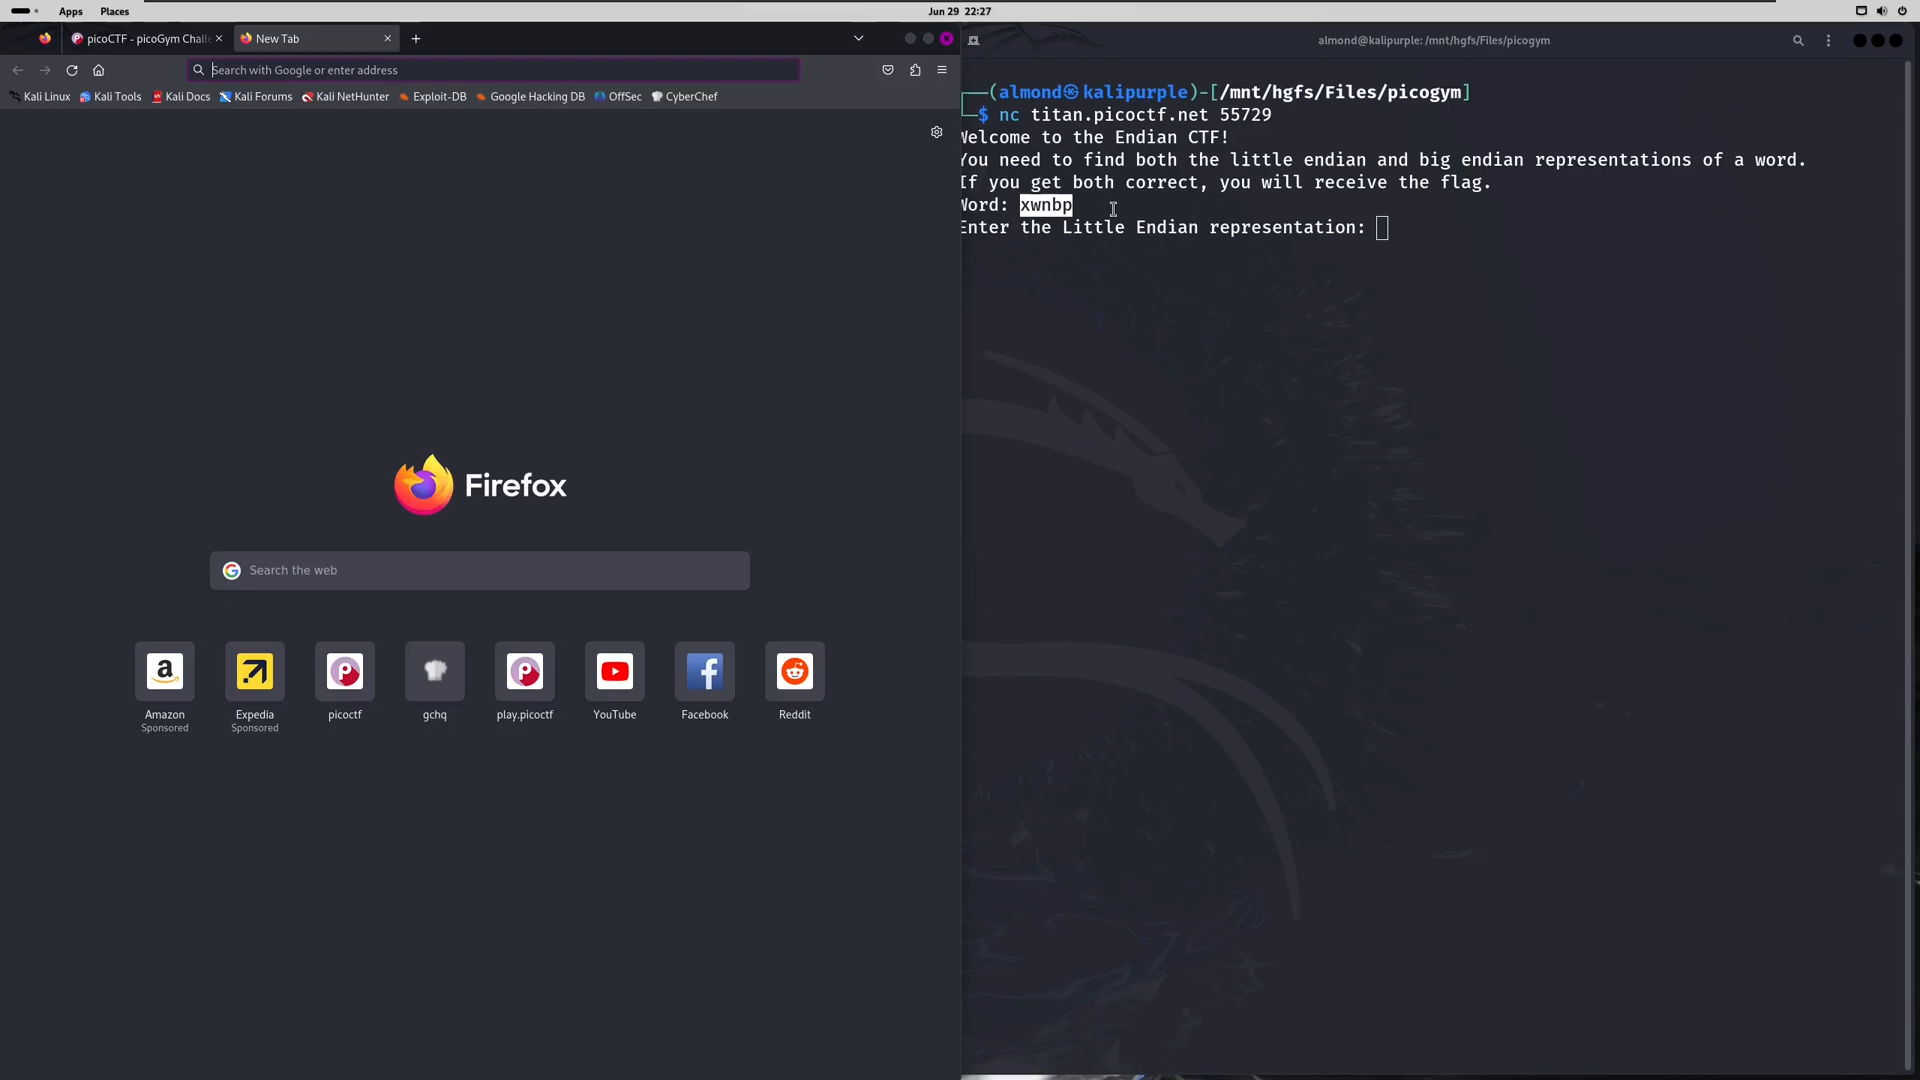 Apps Places Jun 29 22:27
picoCTF - picoGym Chall New Tab
Search with Google or enter address
Kali Linux Kali Tools Kali Docs Kali Forums Kali NetHunter Exploit-DB Google Hacking DB OffSec CyberChef
Firefox
Search the web
Amazon Expedia picoctf gchq play.picoctf YouTube Facebook Reddit
Sponsored Sponsored
almond@kalipurple: /mnt/hgfs/Files/picogym
(almond㉿kalipurple)-[/mnt/hgfs/Files/picogym]
$ nc titan.picoctf.net 55729
Welcome to the Endian CTF!
You need to find both the little endian and big endian representations of a word.
If you get both correct, you will receive the flag.
Word: xwnbp
Enter the Little Endian representation: